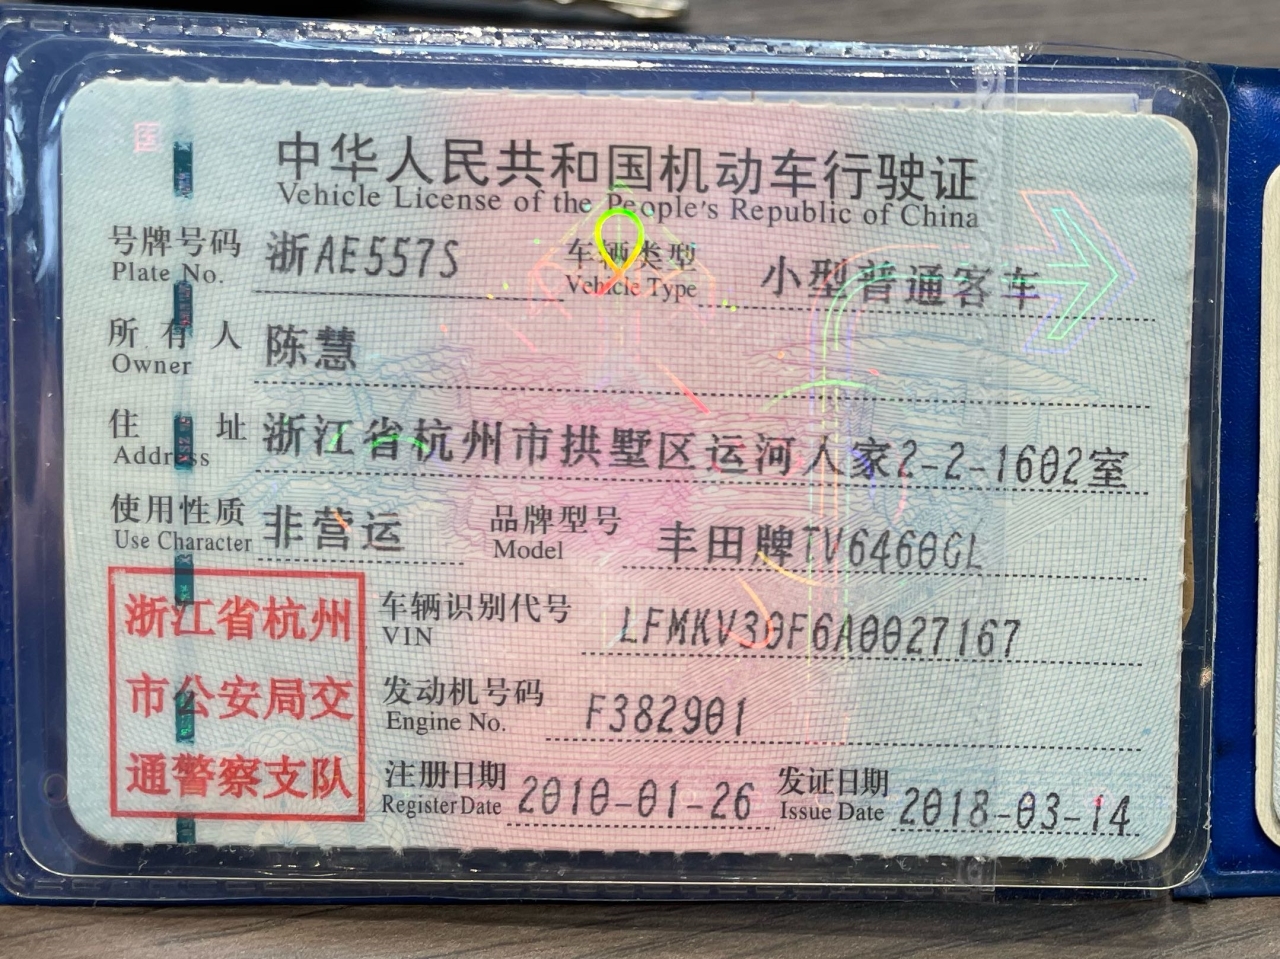 中华人民共和国机动车行驶证
Vehicle License of the People's Republic of China
号牌号码 浙AE557S 车辆类型 小型普通客车
Plate No. Vehicle Type
所有人 陈慧
Owner
住址 浙江省杭州市拱墅区运河人家2-2-1602室
Address
使用性质 非营运 品牌型号 丰田牌TV6460GL
Use Character Model
浙江省杭州
市公安局交
通警察支队
车辆识别代号 LFMKV30F6A0027167
VIN
发动机号码 F382901
Engine No.
注册日期 2010-01-26 发证日期 2018-03-14
Register Date Issue Date